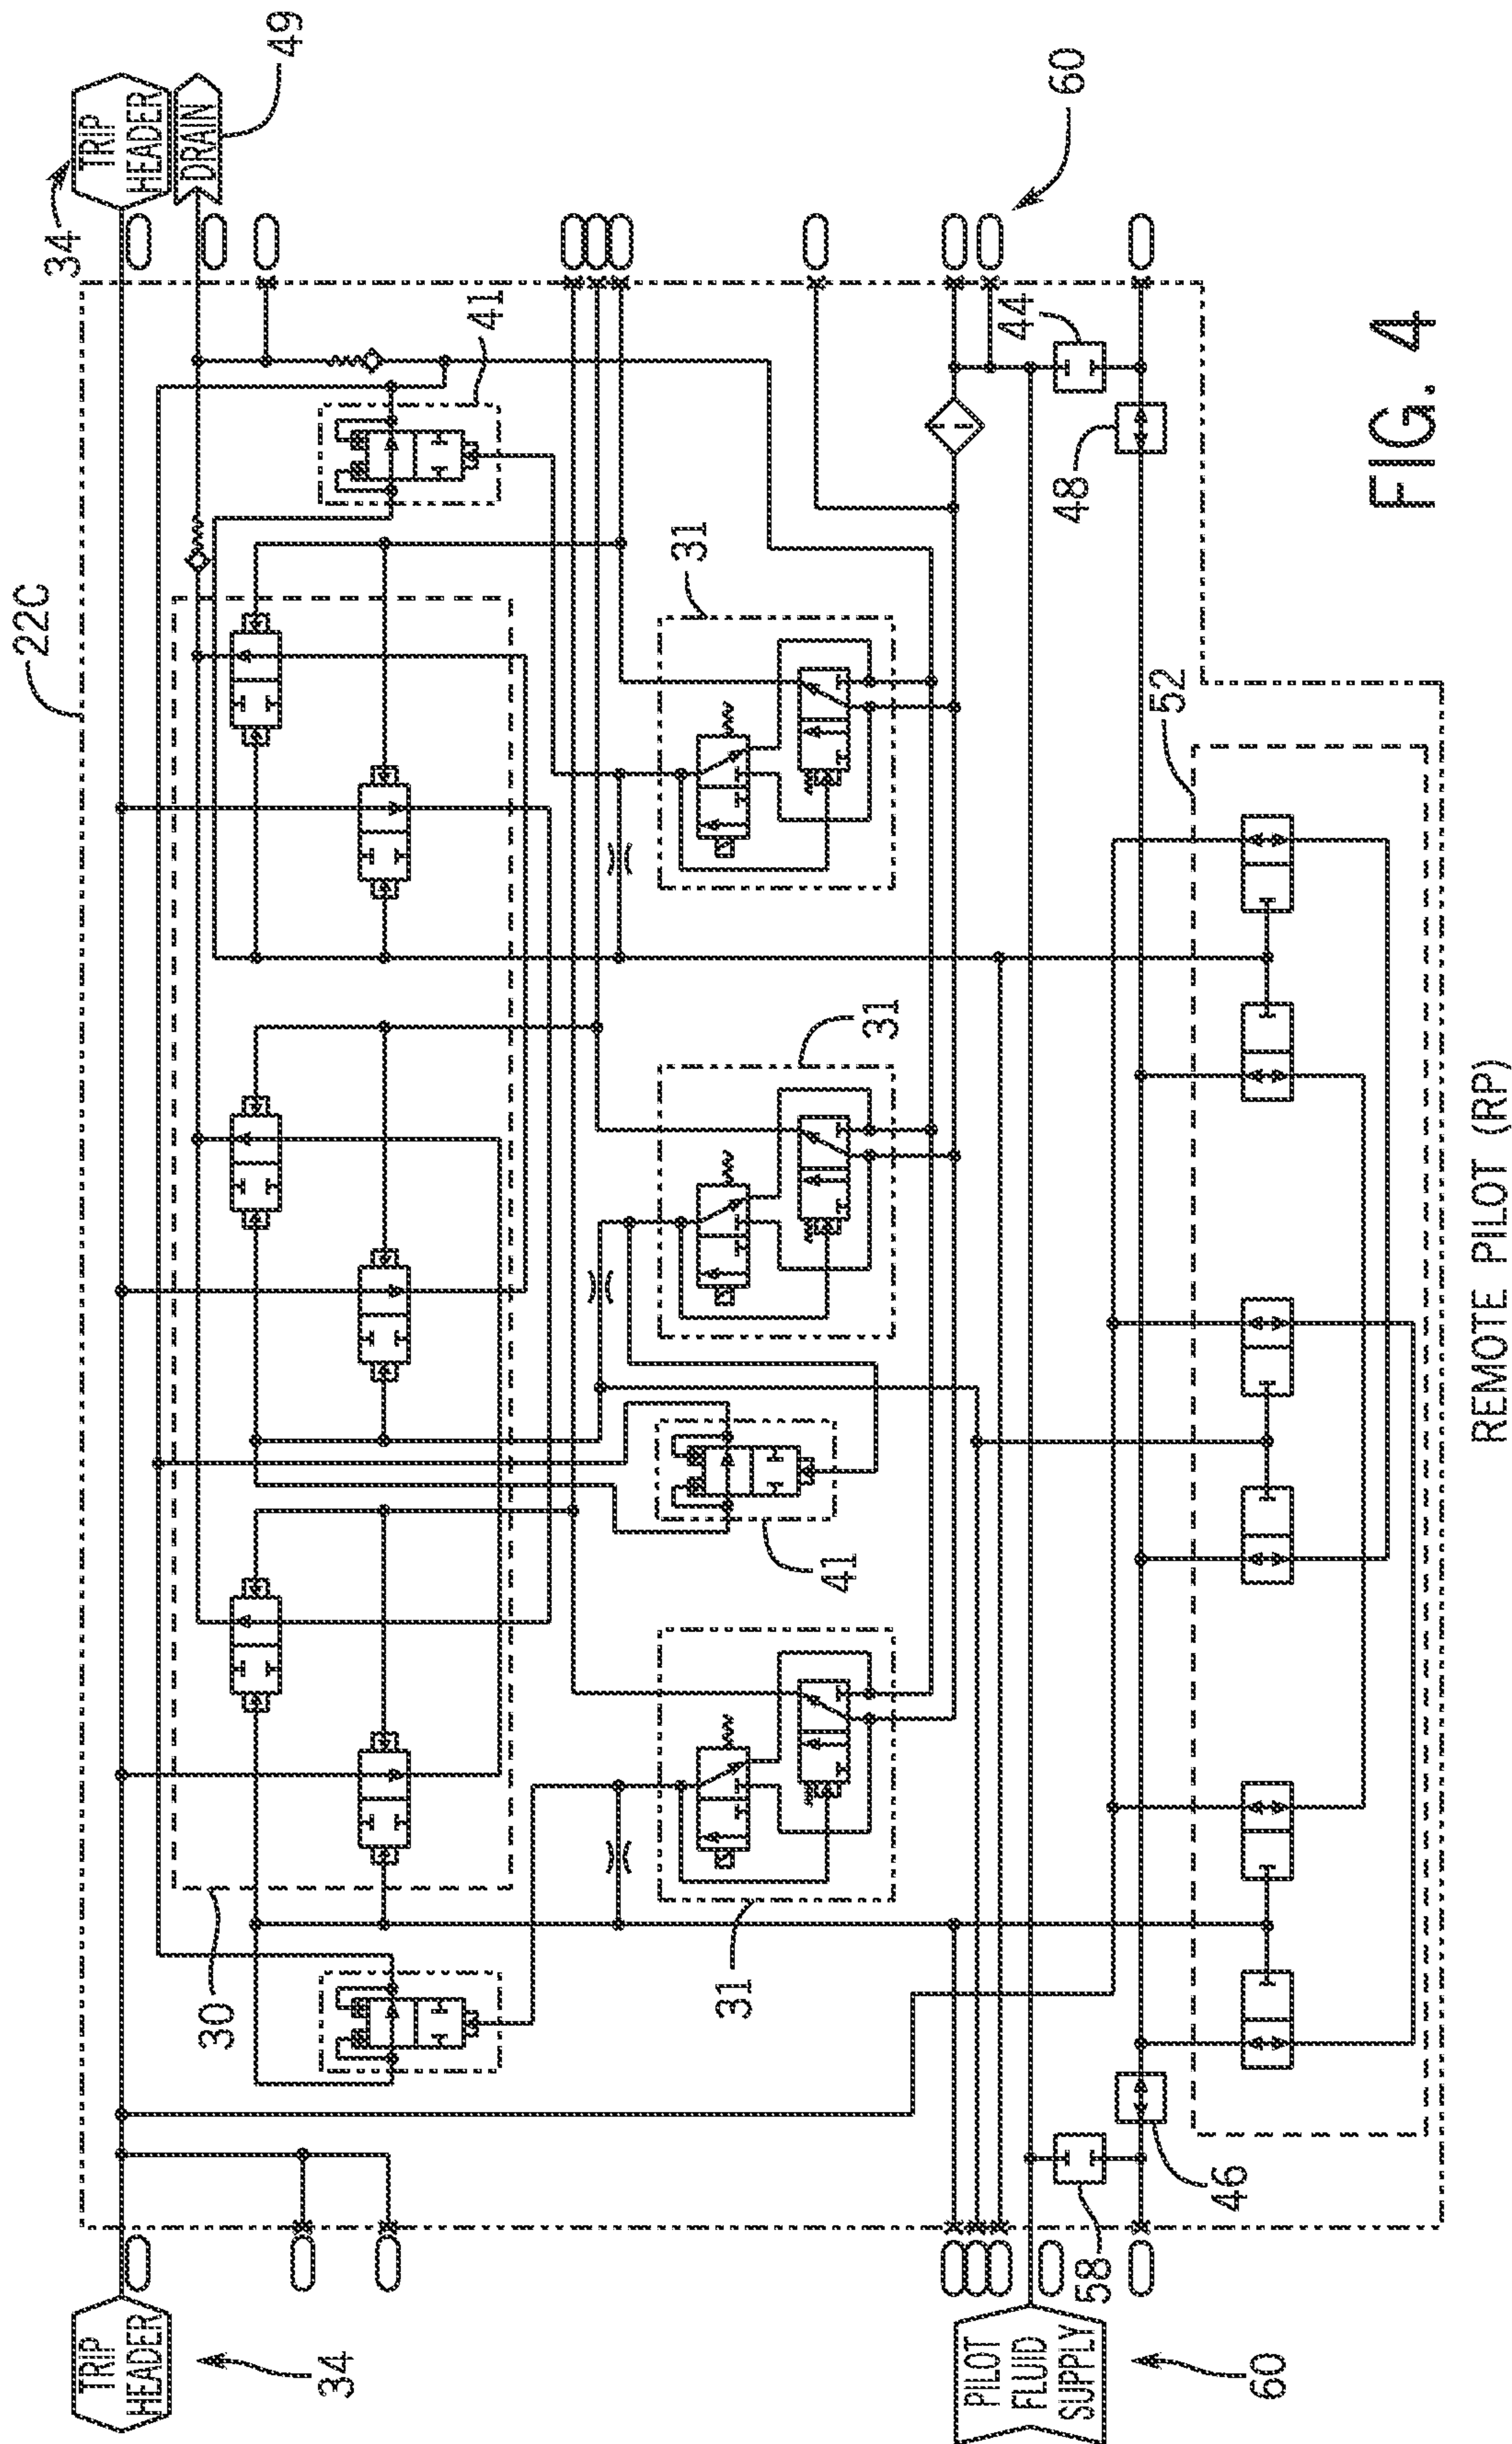 22C
34
TRIP
HEADER
TRIP
HEADER
DRAIN
30
49
34
41
31
31
41
31
PILOT
FLUID
SUPPLY
44
60
48
58
52
46
60
FIG. 4
REMOTE PILOT (RP)